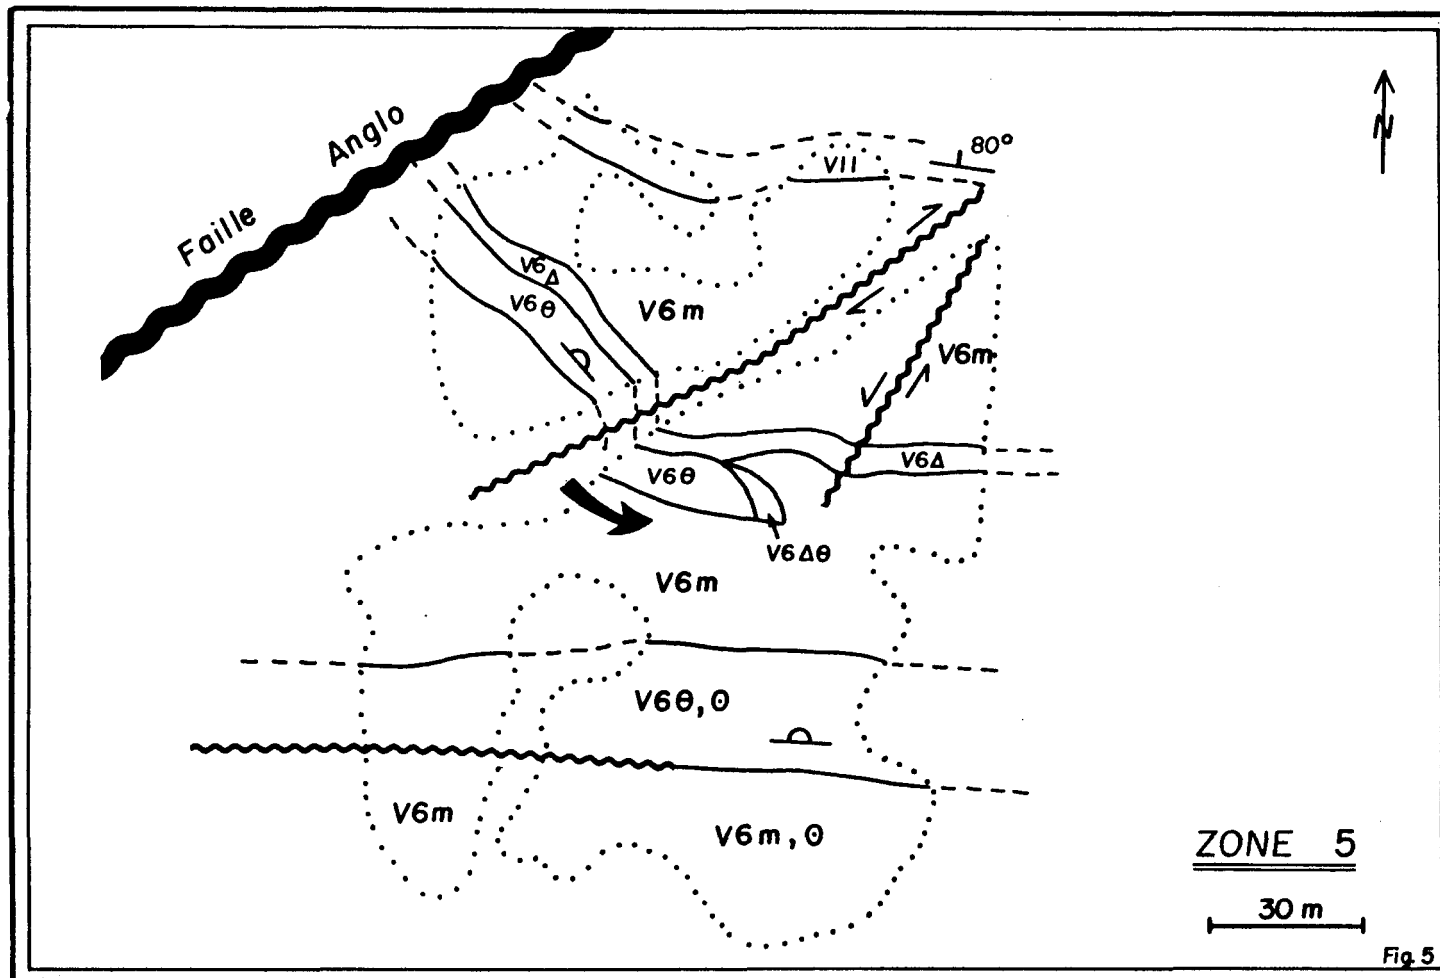 Faille Anglo
N
80°
V11
V6Δ
V6θ
V6m
V6m
V6Δ
V6θ
V6Δθ
V6m
V6θ,O
V6m
V6m,O
ZONE 5
30 m
Fig. 5